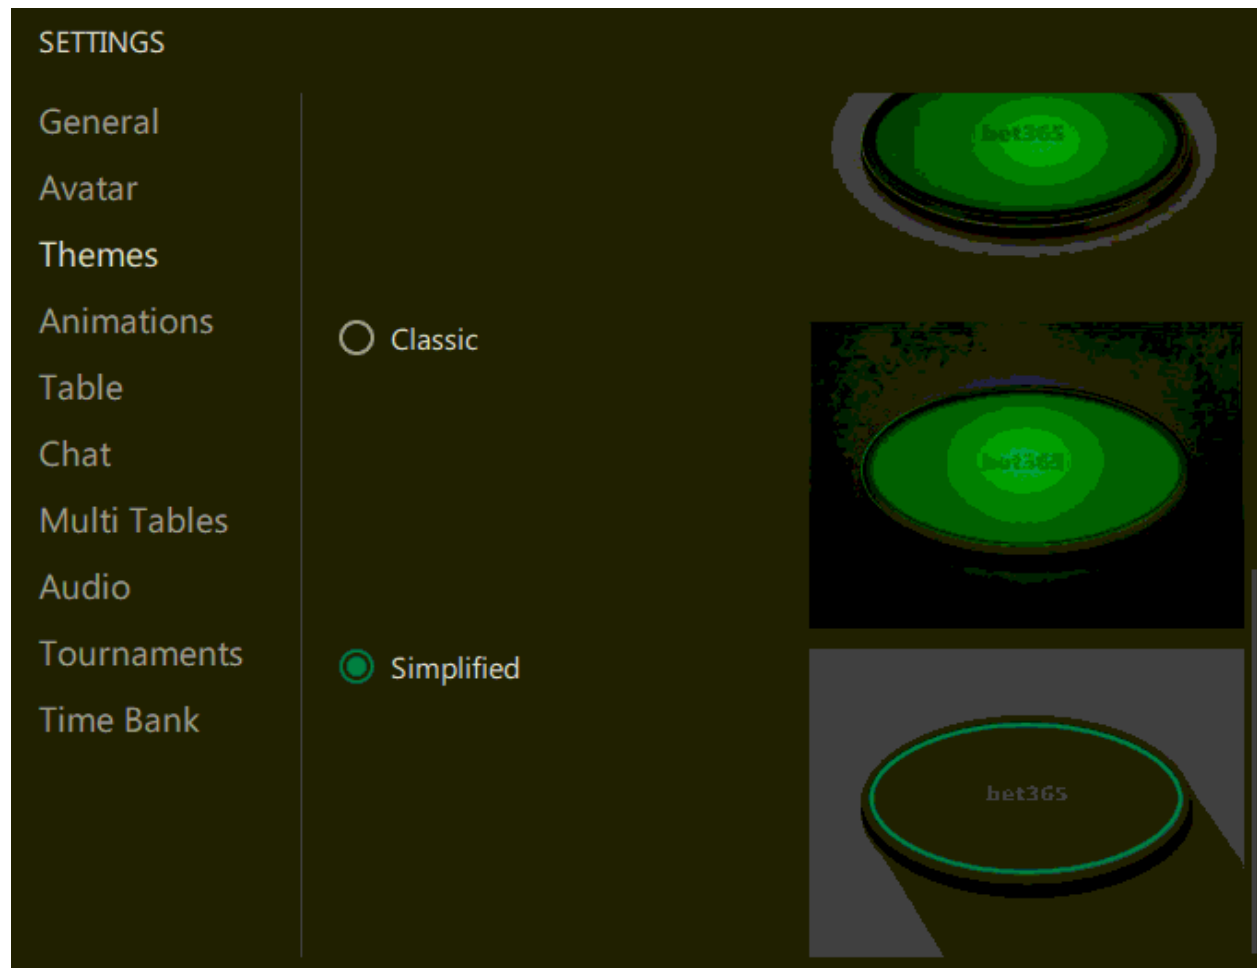 SETTINGS
General
Avatar
Themes
Animations
Table
Chat
Multi Tables
Audio
Tournaments
Time Bank
bet365
Classic
bet365
Simplified
bet365